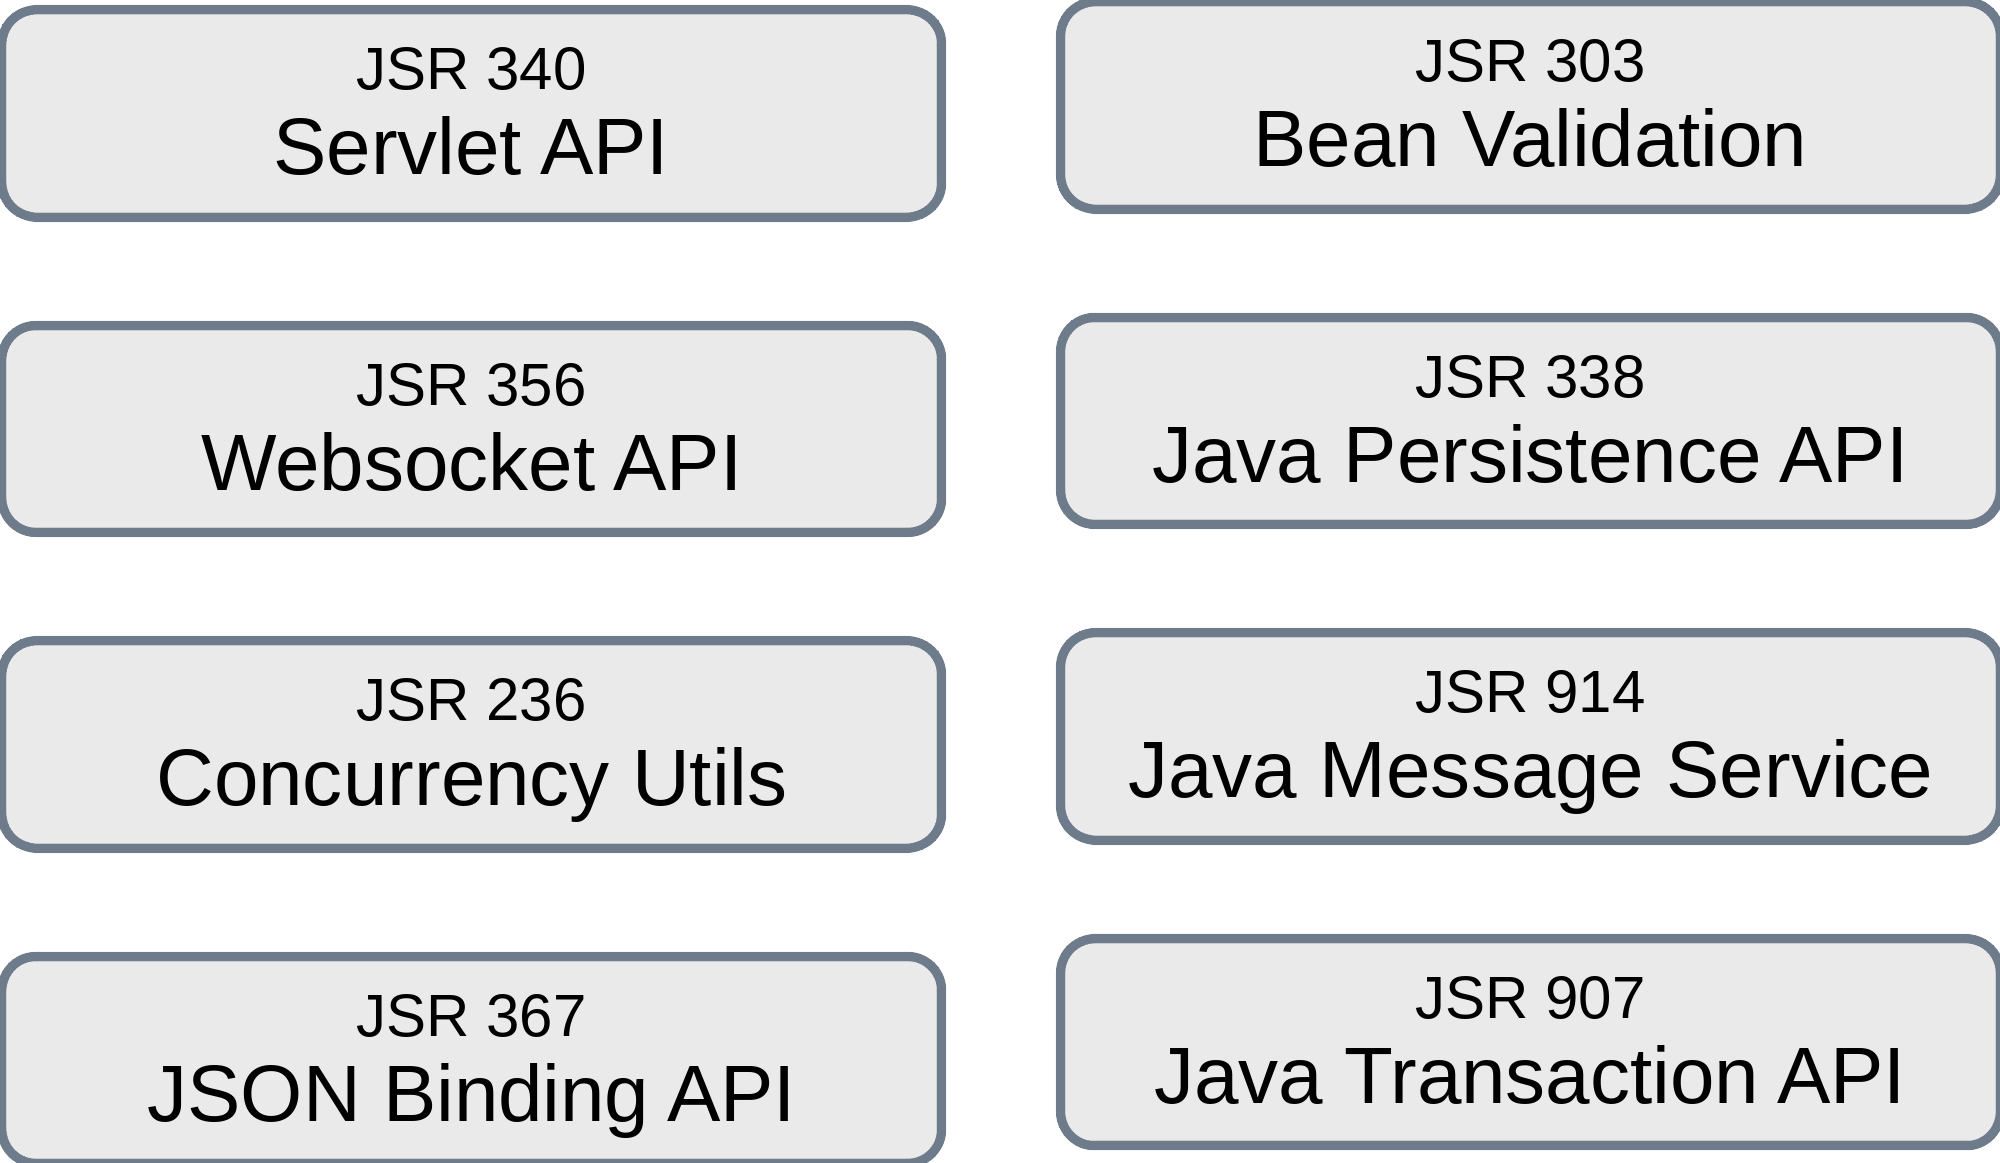 JSR 340
Servlet API
JSR 303
Bean Validation
JSR 356
Websocket API
JSR 338
Java Persistence API
JSR 236
Concurrency Utils
JSR 914
Java Message Service
JSR 367
JSON Binding API
JSR 907
Java Transaction API